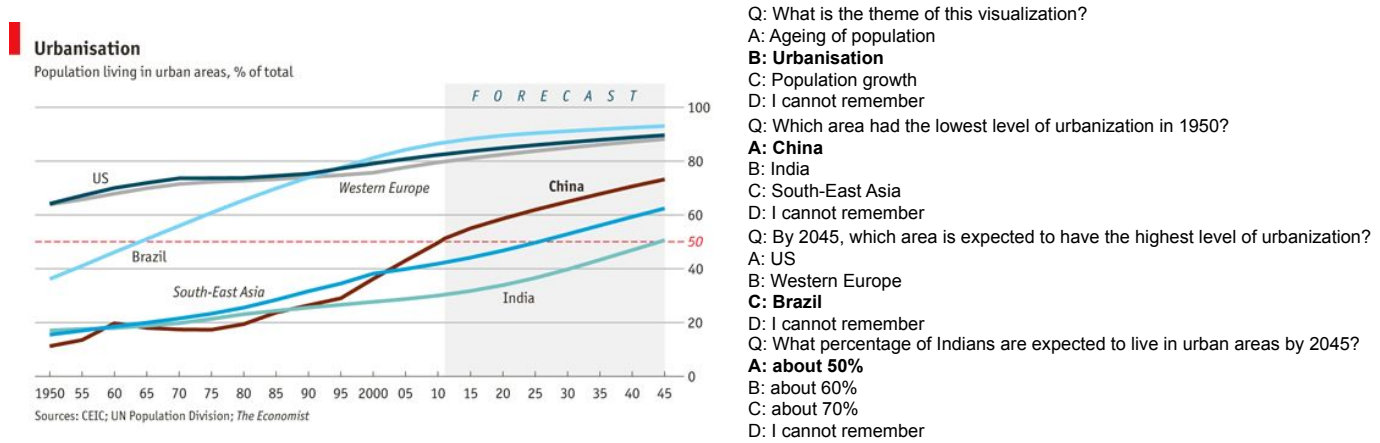 Urbanisation
Population living in urban areas, % of total
F O R E C A S T
100
US
80
Western Europe
China
60
50
Brazil
40
South-East Asia
India
20
0
1950 55 60 65 70 75 80 85 90 95 2000 05 10 15 20 25 30 35 40 45
Sources: CEIC; UN Population Division; The Economist
Q: What is the theme of this visualization?
A: Ageing of population
B: Urbanisation
C: Population growth
D: I cannot remember
Q: Which area had the lowest level of urbanization in 1950?
A: China
B: India
C: South-East Asia
D: I cannot remember
Q: By 2045, which area is expected to have the highest level of urbanization?
A: US
B: Western Europe
C: Brazil
D: I cannot remember
Q: What percentage of Indians are expected to live in urban areas by 2045?
A: about 50%
B: about 60%
C: about 70%
D: I cannot remember